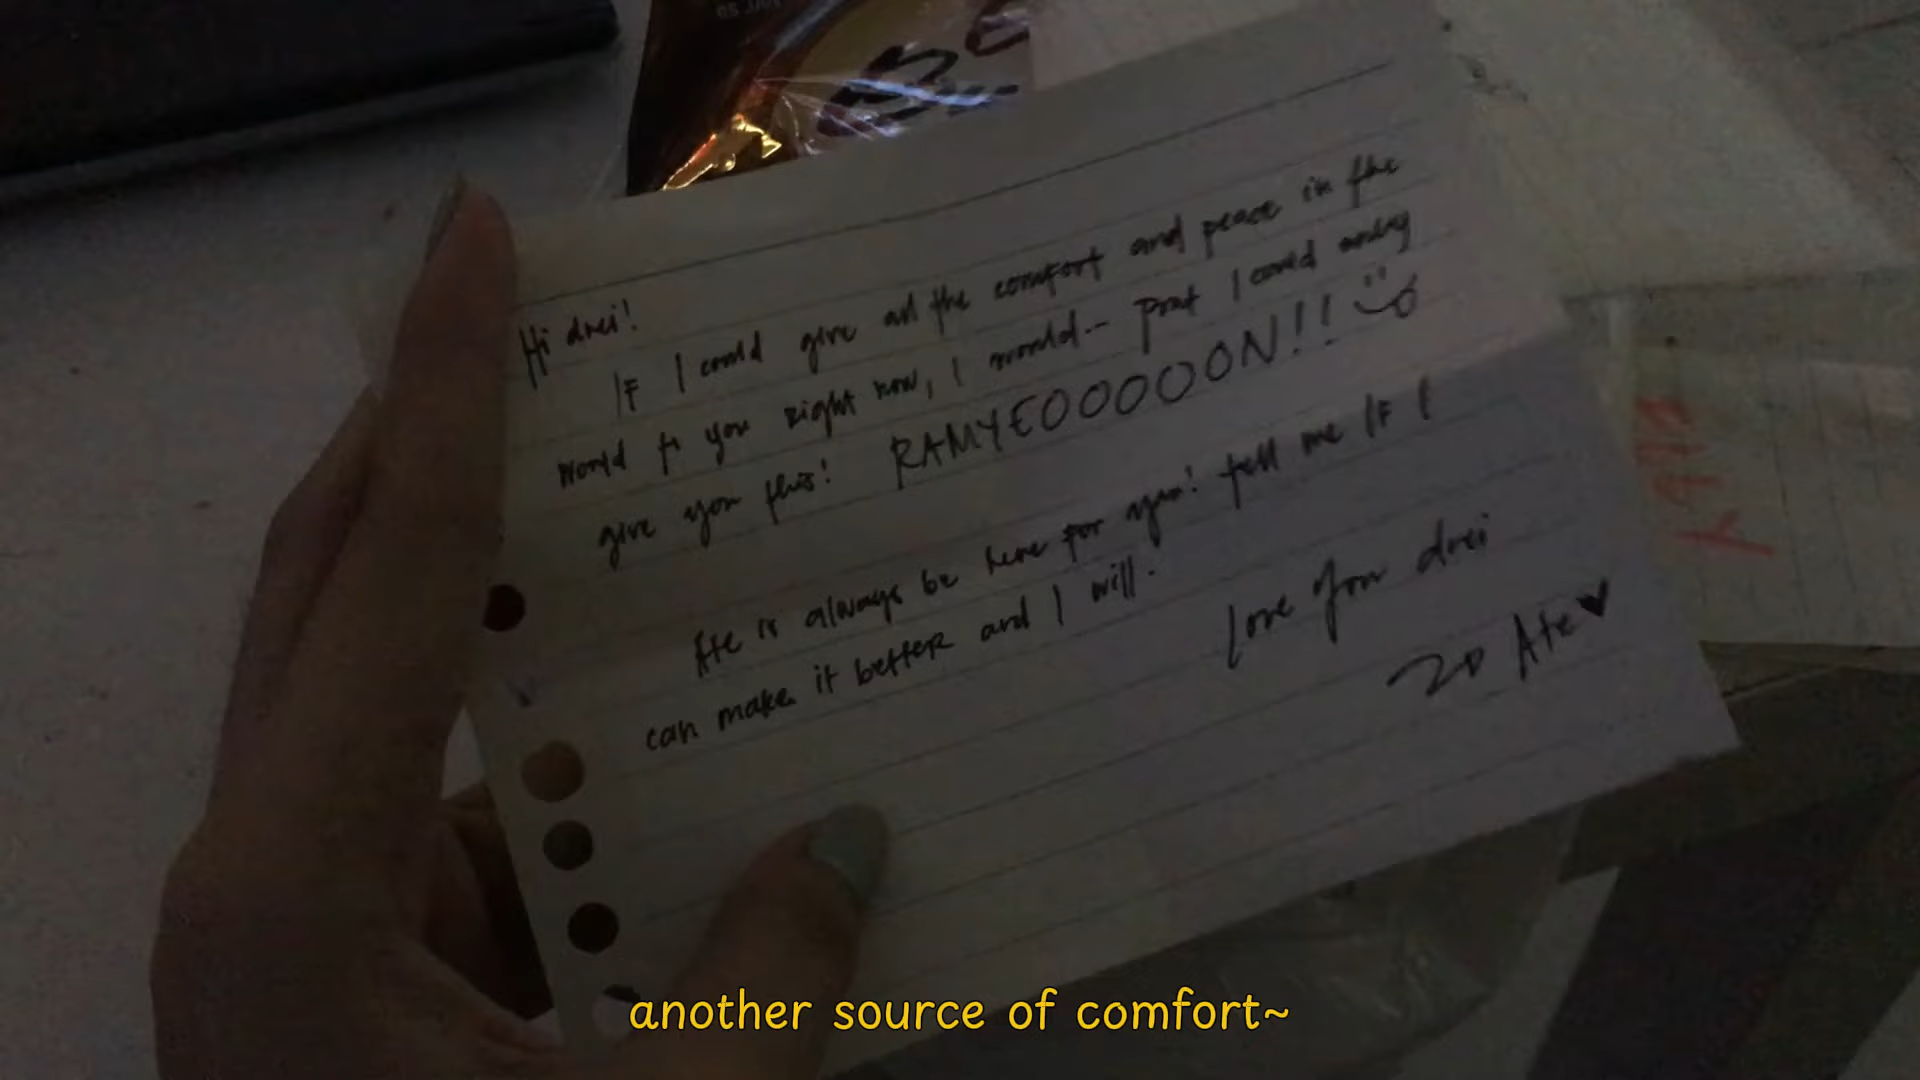 Hi drei!
If I could give all the comfort and peace in the
world to you right now, I would-- But I could only
give you this! RAMYEOOOOON!!
Ate is always be here for you! tell me If I
can make it better and I will.
love you drei
Ate♥
another source of comfort~